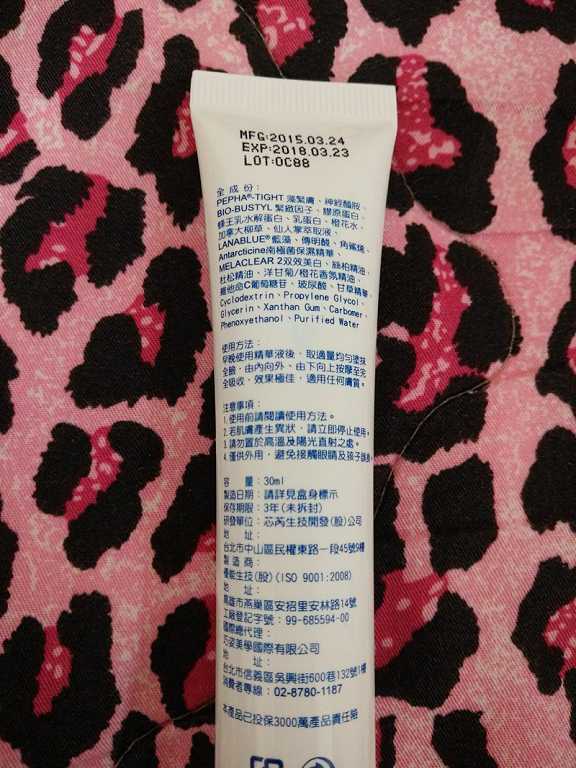 MFG:2015.03.24
EXP:2018.03.23
LOT:0C88
全成份：
PEPHA®-TIGHT 藻緊膚、神經醯胺、
BIO-BUSTYL 緊緻因子、膠原蛋白、
蜂王乳水解蛋白、乳蛋白、橙花水、
加拿大柳草、仙人掌萃取液、
LANABLUE®藍藻、傳明酸、角鯊烯、
Antarcticine南極菌保濕精華、
MELACLEAR 2双效美白、絲柏精油、
杜松精油、洋甘菊/橙花香氛精油、
維他命C葡萄糖苷、玻尿酸、甘草精華、
Cyclodextrin、Propylene Glycol、
Glycerin、Xanthan Gum、Carbomer、
Phenoxyethanol、Purified Water
使用方法：
早晚使用精華液後，取適量均勻塗抹
全臉，由內向外、由下向上按摩至完
全吸收，效果極佳，適用任何膚質。
注意事項：
1.使用前請閱讀使用方法。
2.若肌膚產生異狀，請立即停止使用。
3.請勿置於高溫及陽光直射之處。
4.僅供外用，避免接觸眼睛及孩子誤食
容　量：30ml
製造日期：請詳見盒身標示
保存期限：3年(未拆封)
研發單位：芯芮生技開發(股)公司
地　址：
台北市中山區民權東路一段45號9樓
製造商：
優能生技(股)(ISO 9001:2008)
地　址：
高雄市燕巢區安招里安林路14號
工廠登記字號：99-685594-00
國際總代理：
巧姿美學國際有限公司
地　址：
台北市信義區吳興街600巷132號1樓
消費者專線：02-8780-1187
本產品已投保3000萬產品責任險